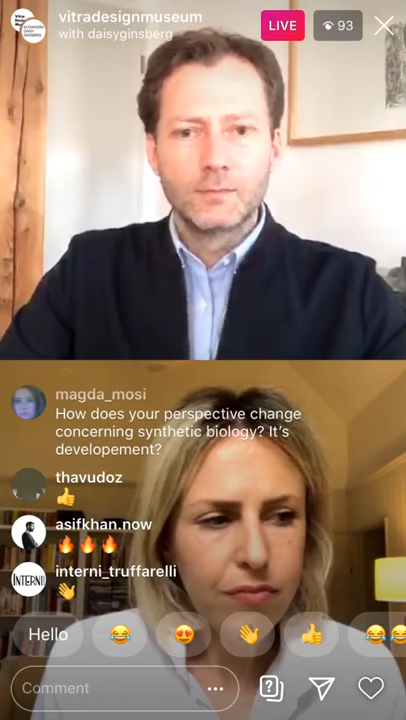 vitradesignmuseum
with daisyginsberg
LIVE
93
magda_mosi
How does your perspective change
concerning synthetic biology? It's
developement?
thavudoz
asifkhan.now
interni_truffarelli
INTERNI
Hello
Comment